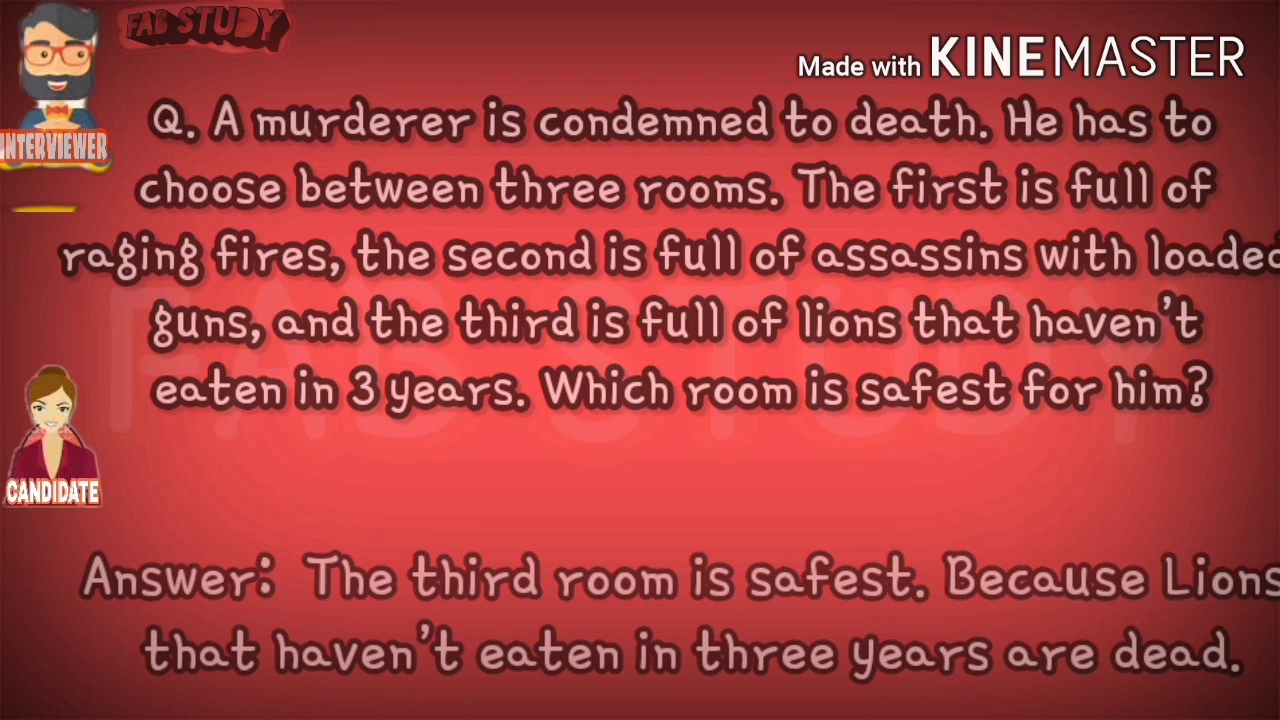 FAB STUDY
Made with KINEMASTER
INTERVIEWER
Q. A murderer is condemned to death. He has to
choose between three rooms. The first is full of
raging fires, the second is full of assassins with loaded
guns, and the third is full of lions that haven't
eaten in 3 years. Which room is safest for him?
FAB STUDY
CANDIDATE
Answer: The third room is safest. Because Lions
that haven't eaten in three years are dead.